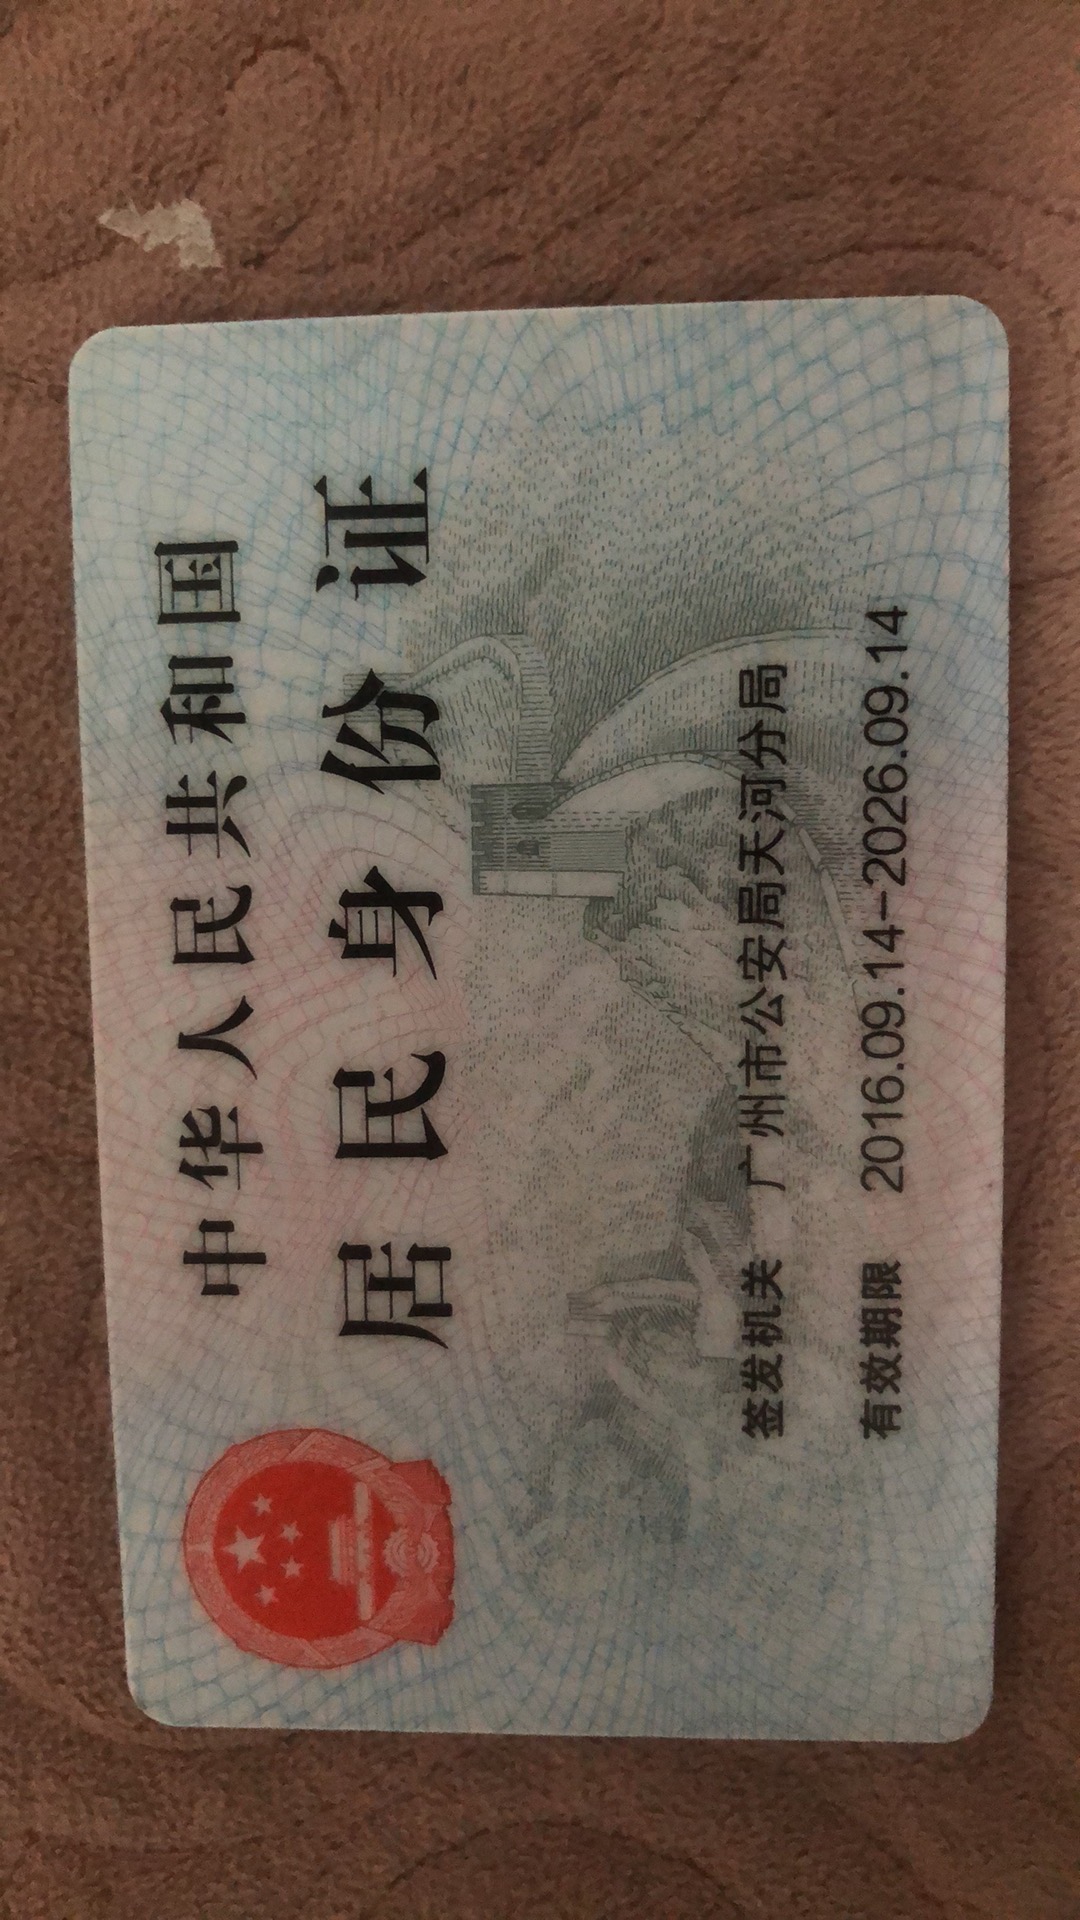 中华人民共和国
居民身份证
签发机关 广州市公安局天河分局
有效期限 2016.09.14-2026.09.14